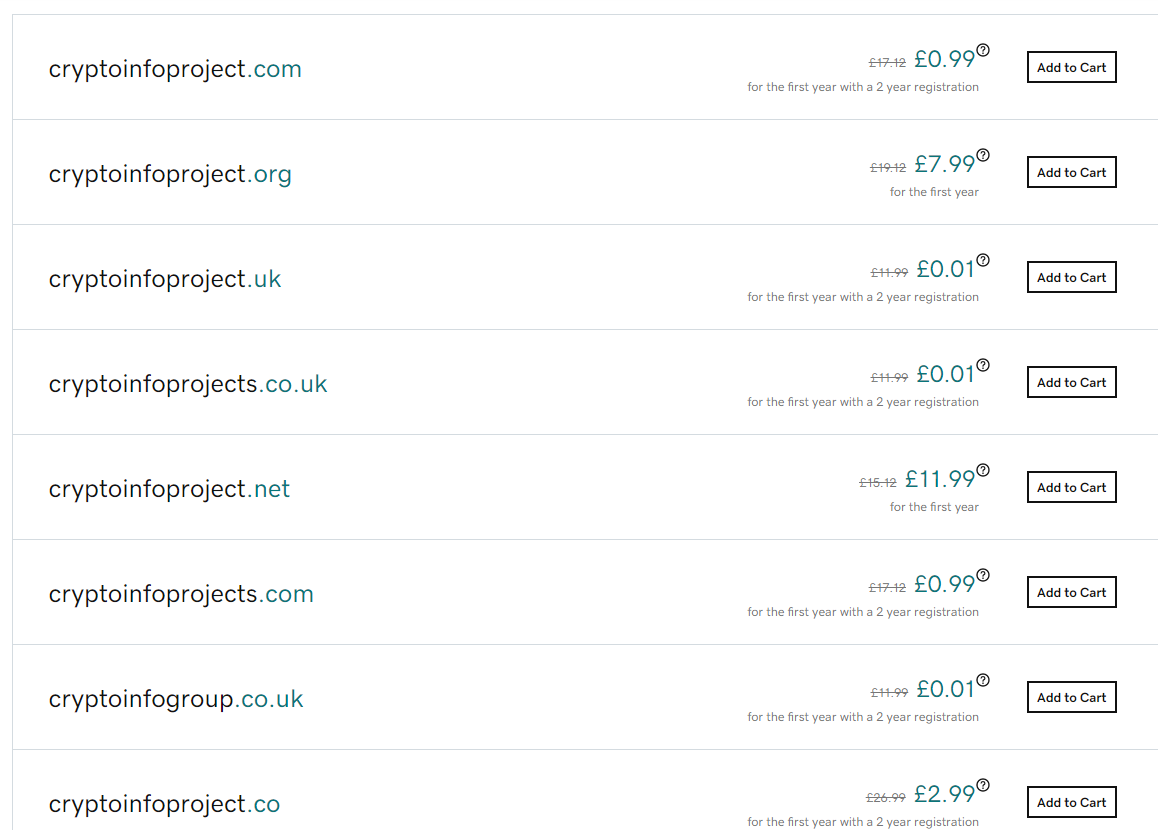 cryptoinfoproject.com
£17.12 £0.99
for the first year with a 2 year registration
Add to Cart
cryptoinfoproject.org
£19.12 £7.99
for the first year
Add to Cart
cryptoinfoproject.uk
£11.99 £0.01
for the first year with a 2 year registration
Add to Cart
cryptoinfoprojects.co.uk
£11.99 £0.01
for the first year with a 2 year registration
Add to Cart
cryptoinfoproject.net
£15.12 £11.99
for the first year
Add to Cart
cryptoinfoprojects.com
£17.12 £0.99
for the first year with a 2 year registration
Add to Cart
cryptoinfogroup.co.uk
£11.99 £0.01
for the first year with a 2 year registration
Add to Cart
cryptoinfoproject.co
£26.99 £2.99
for the first year with a 2 year registration
Add to Cart